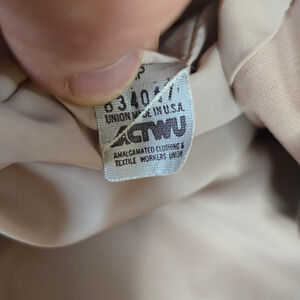 P
834047
UNION MADE IN U.S.A.
ACTWU
AMALGAMATED CLOTHING &
TEXTILE WORKERS UNION